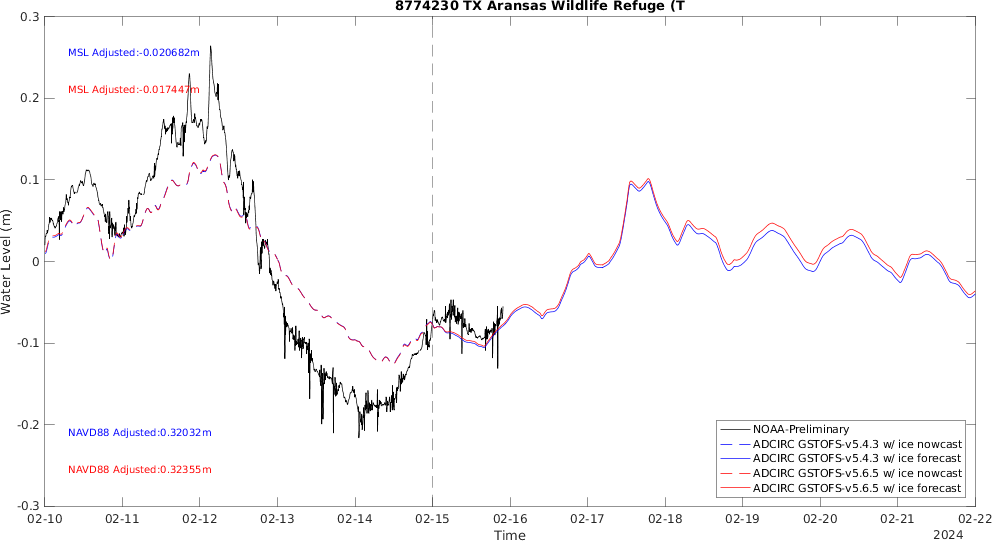 8774230 TX Aransas Wildlife Refuge (T
0.3
MSL Adjusted:-0.020682m
MSL Adjusted:-0.017447m
0.2
0.1
0
-0.1
-0.2
-0.3
Water Level (m)
NAVD88 Adjusted:0.32032m
NAVD88 Adjusted:0.32355m
NOAA-Preliminary
ADCIRC GSTOFS-v5.4.3 w/ ice nowcast
ADCIRC GSTOFS-v5.4.3 w/ ice forecast
ADCIRC GSTOFS-v5.6.5 w/ ice nowcast
ADCIRC GSTOFS-v5.6.5 w/ ice forecast
02-10 02-11 02-12 02-13 02-14 02-15 02-16 02-17 02-18 02-19 02-20 02-21 02-22
Time
2024